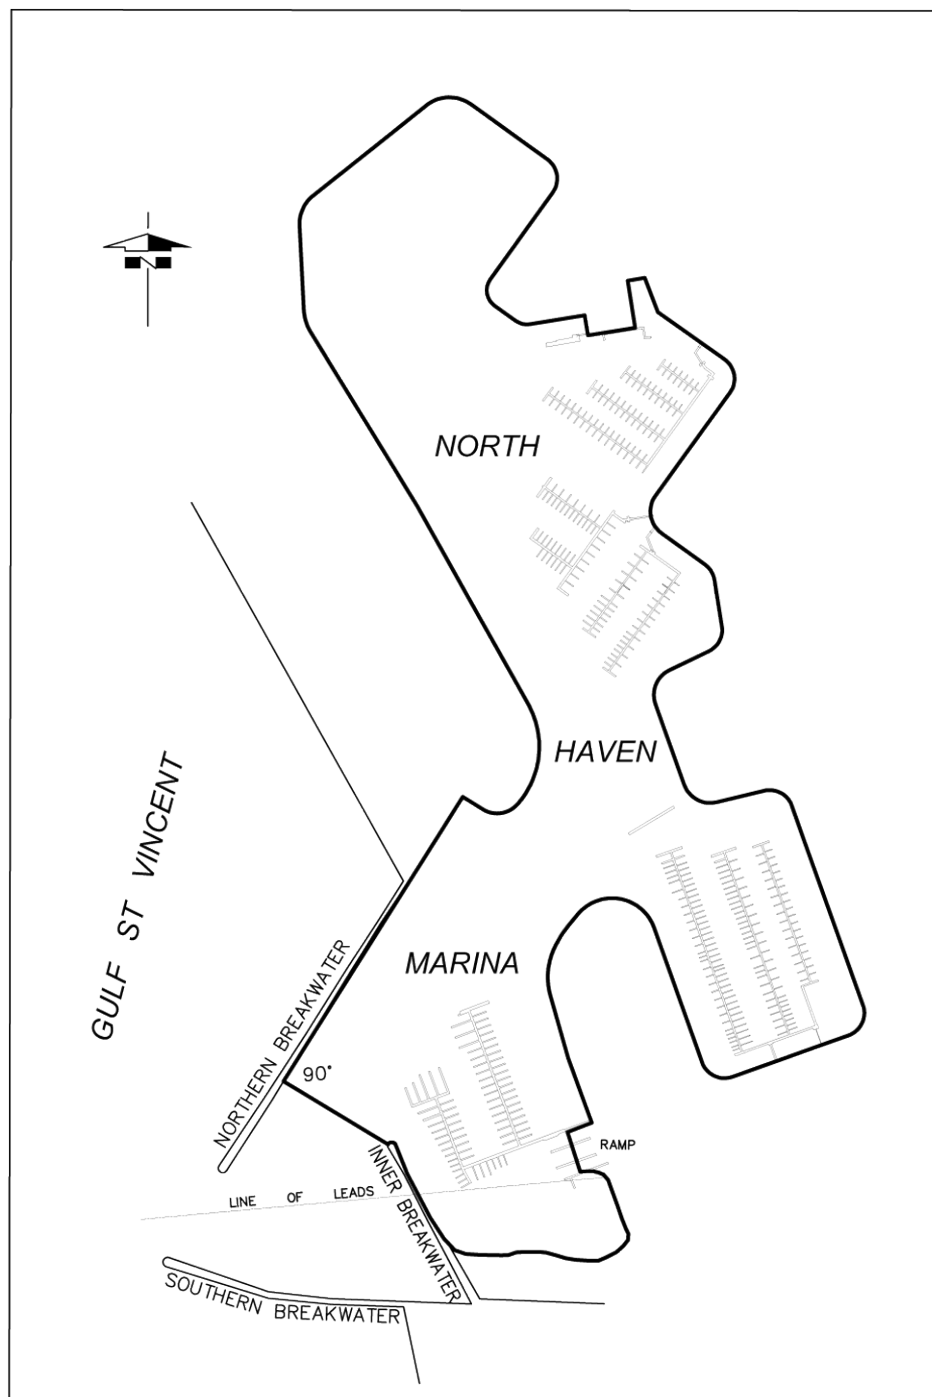 N
NORTH
HAVEN
GULF ST VINCENT
MARINA
NORTHERN BREAKWATER
90°
RAMP
INNER BREAKWATER
LINE OF LEADS
SOUTHERN BREAKWATER